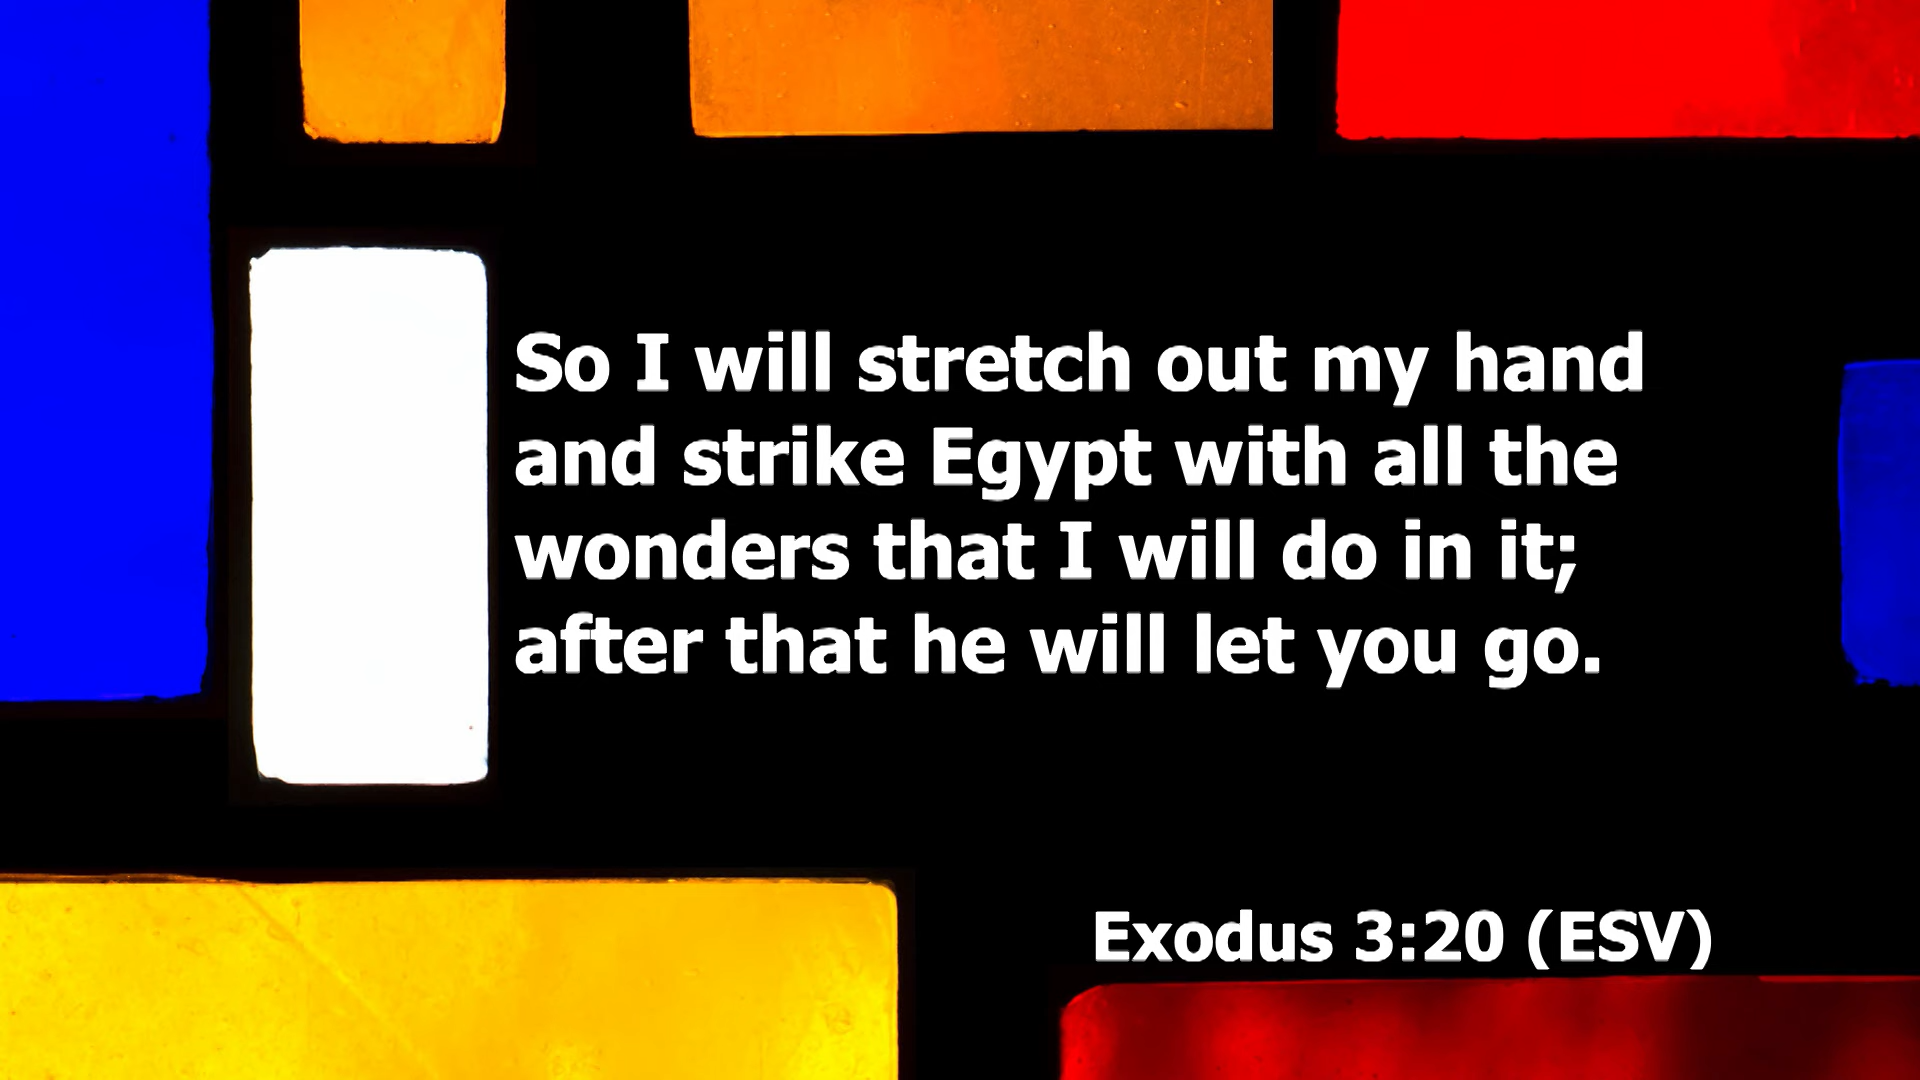 So I will stretch out my hand
and strike Egypt with all the
wonders that I will do in it;
after that he will let you go.
Exodus 3:20 (ESV)